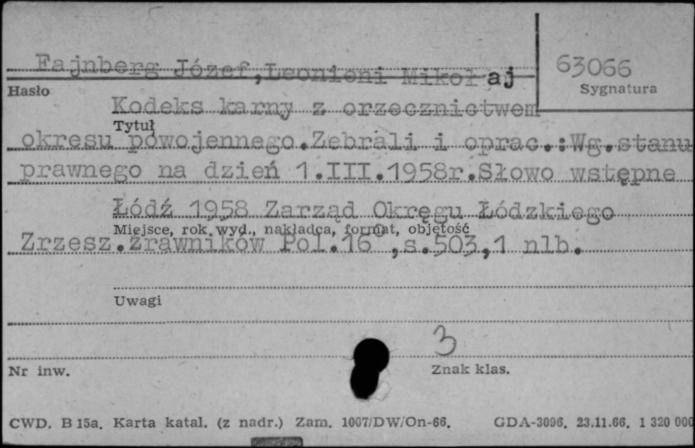 Fajnberg Józef,Leonieni Mikołaj
63066
Hasło
Sygnatura
Kodeks karny z orzecznictwem
Tytuł
okresu powojennego.Zebrali i oprac.:Wg.stanu
prawnego na dzień 1.III.1958r.Słowo wstępne
Łódź 1958 Zarząd Okręgu Łódzkiego
Miejsce, rok wyd., nakładca, format, objętość
Zrzesz.zrawników Pol.16°,s.503,1 nlb.
Uwagi
3
Nr inw.
Znak klas.
CWD. B 15a. Karta katal. (z nadr.) Zam. 1007/DW/On-66. GDA-3096. 23.11.66. 1 320 000